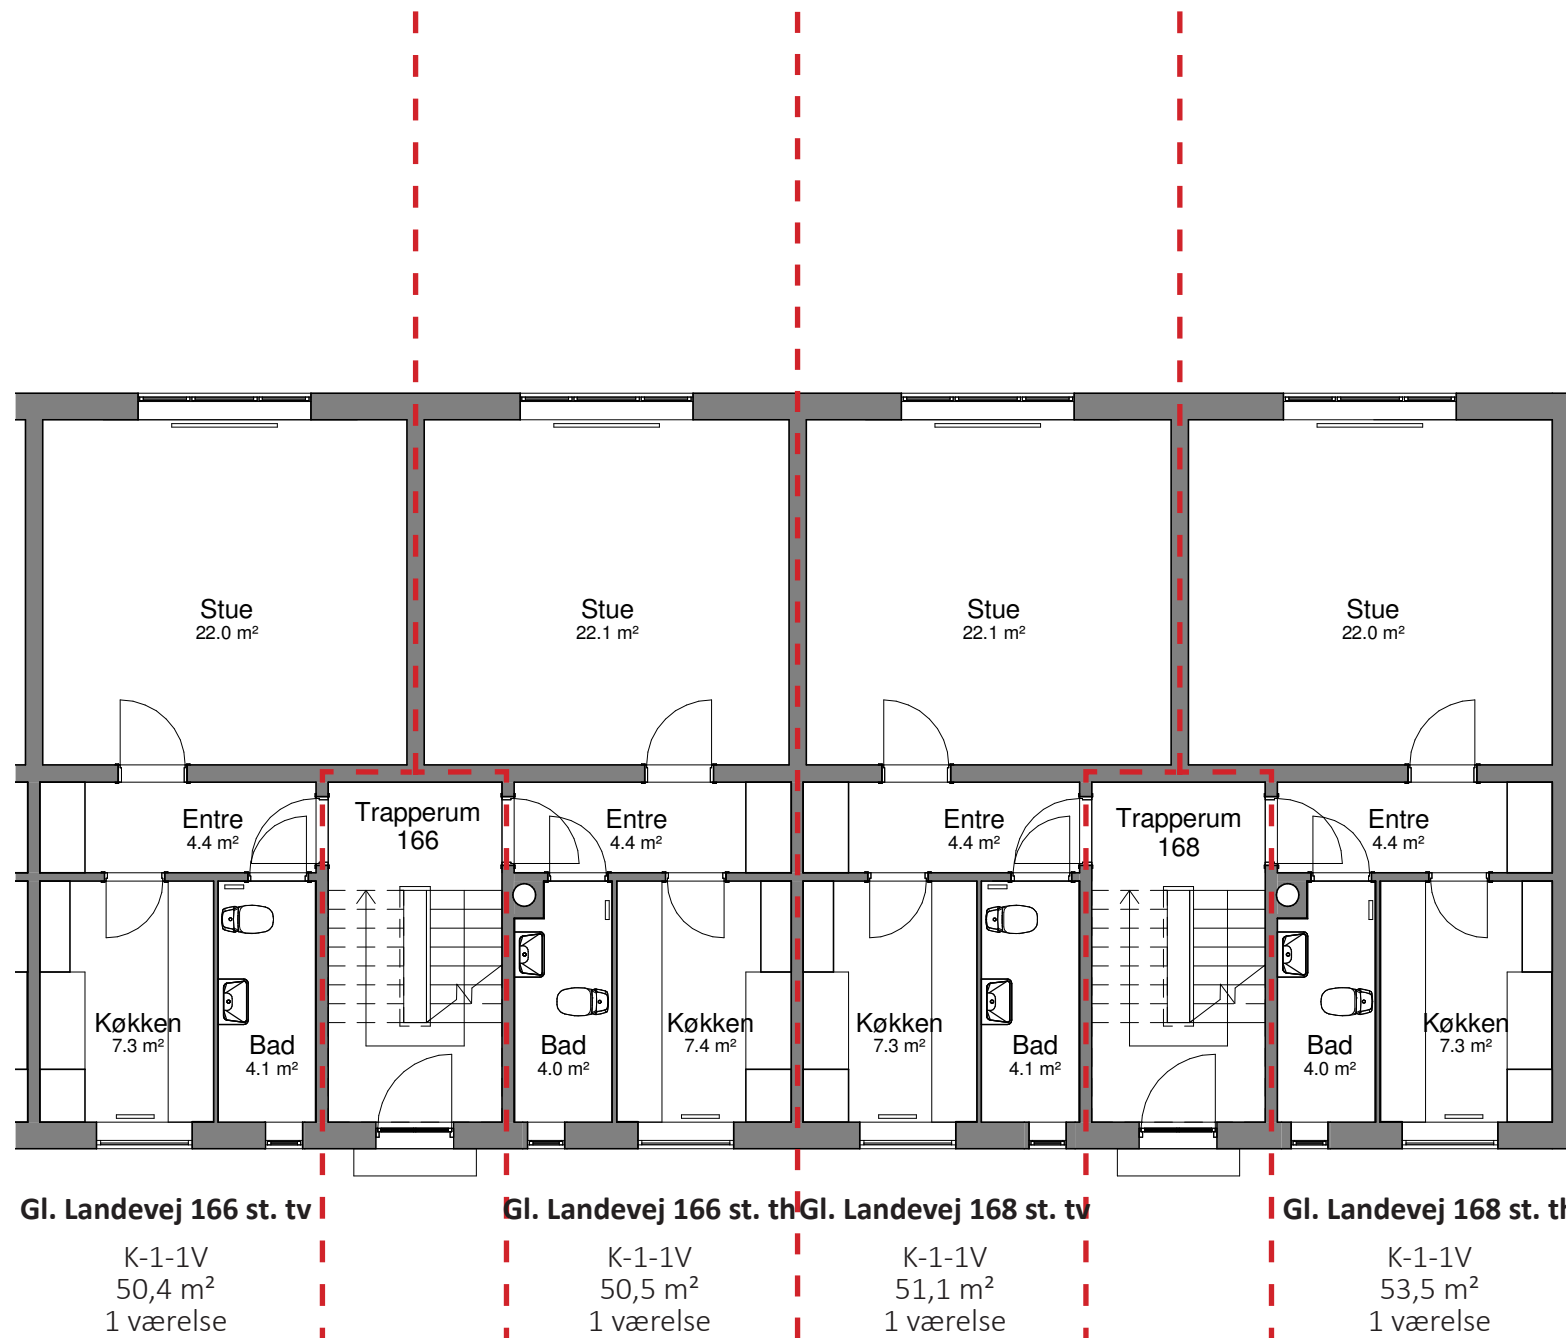 Stue
22.0 m²
Stue
22.1 m²
Stue
22.1 m²
Stue
22.0 m²
Entre
4.4 m²
Trapperum
166
Entre
4.4 m²
Entre
4.4 m²
Trapperum
168
Entre
4.4 m²
Køkken
7.3 m²
Bad
4.1 m²
Bad
4.0 m²
Køkken
7.4 m²
Køkken
7.3 m²
Bad
4.1 m²
Bad
4.0 m²
Køkken
7.3 m²
Gl. Landevej 166 st. tv
K-1-1V
50,4 m²
1 værelse
Gl. Landevej 166 st. th
K-1-1V
50,5 m²
1 værelse
Gl. Landevej 168 st. tv
K-1-1V
51,1 m²
1 værelse
Gl. Landevej 168 st. th
K-1-1V
53,5 m²
1 værelse